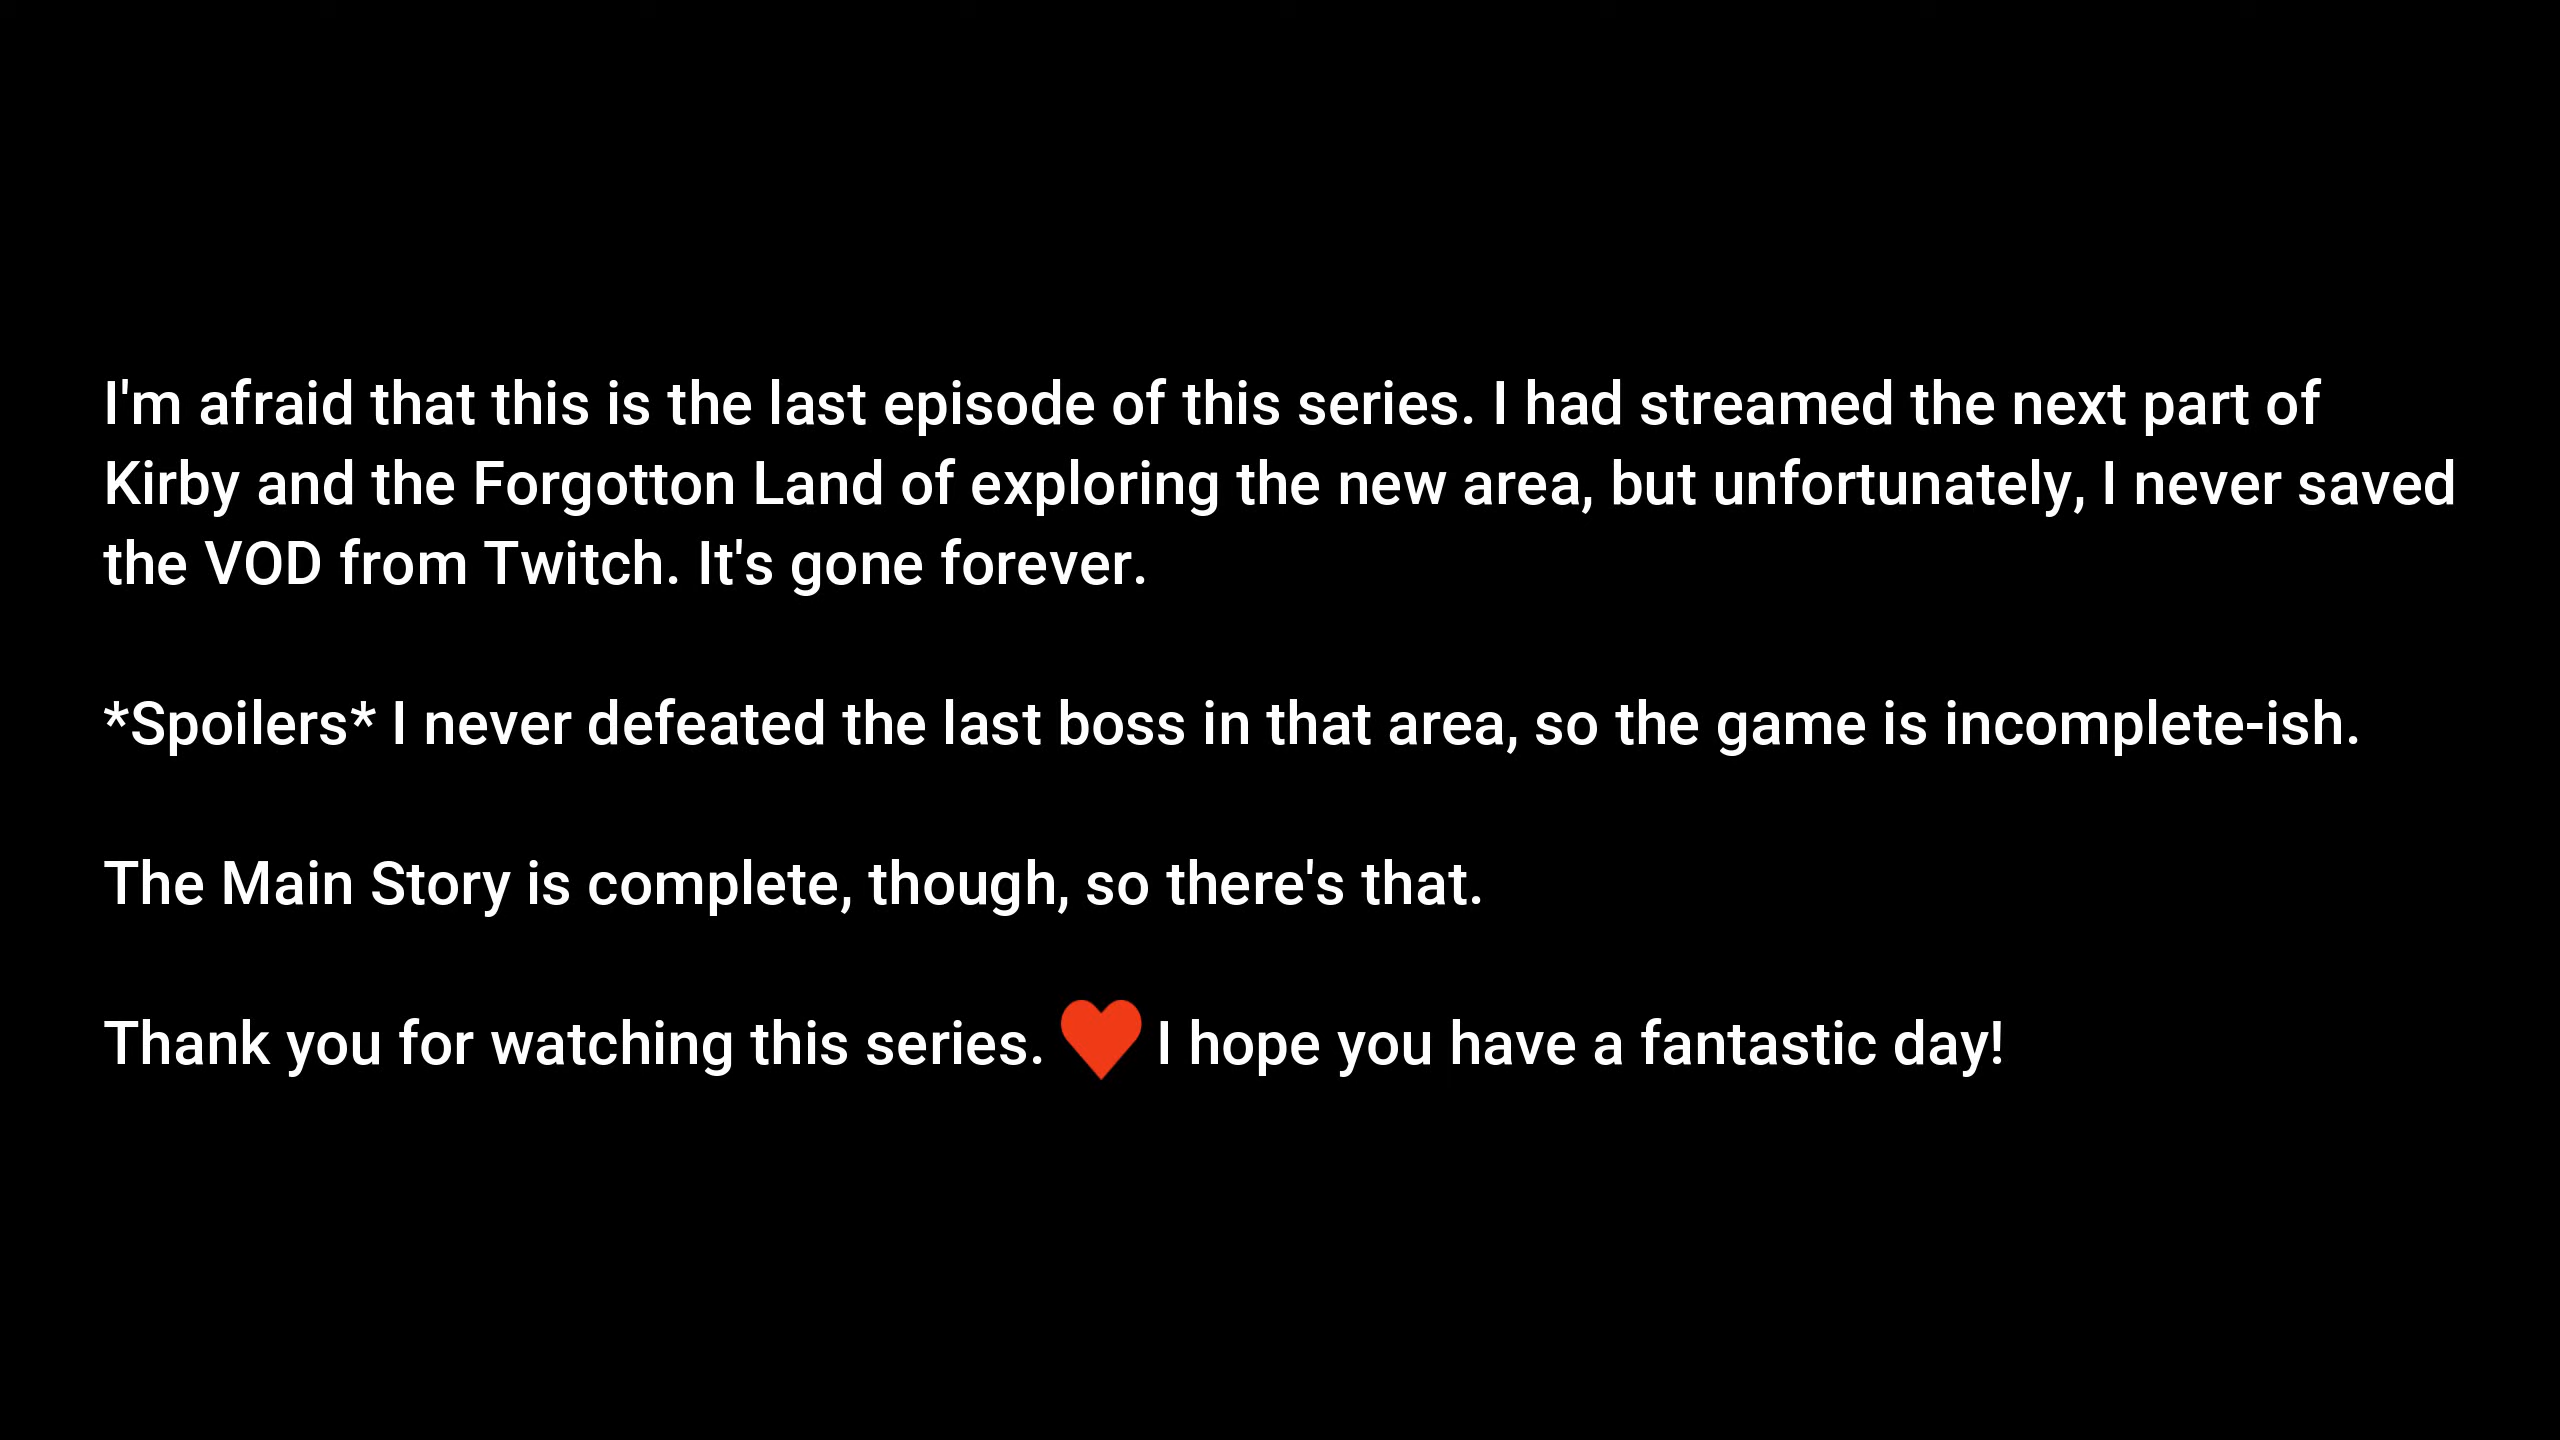 I'm afraid that this is the last episode of this series. I had streamed the next part of
Kirby and the Forgotton Land of exploring the new area, but unfortunately, I never saved
the VOD from Twitch. It's gone forever.
*Spoilers* I never defeated the last boss in that area, so the game is incomplete-ish.
The Main Story is complete, though, so there's that.
Thank you for watching this series. ♥ I hope you have a fantastic day!